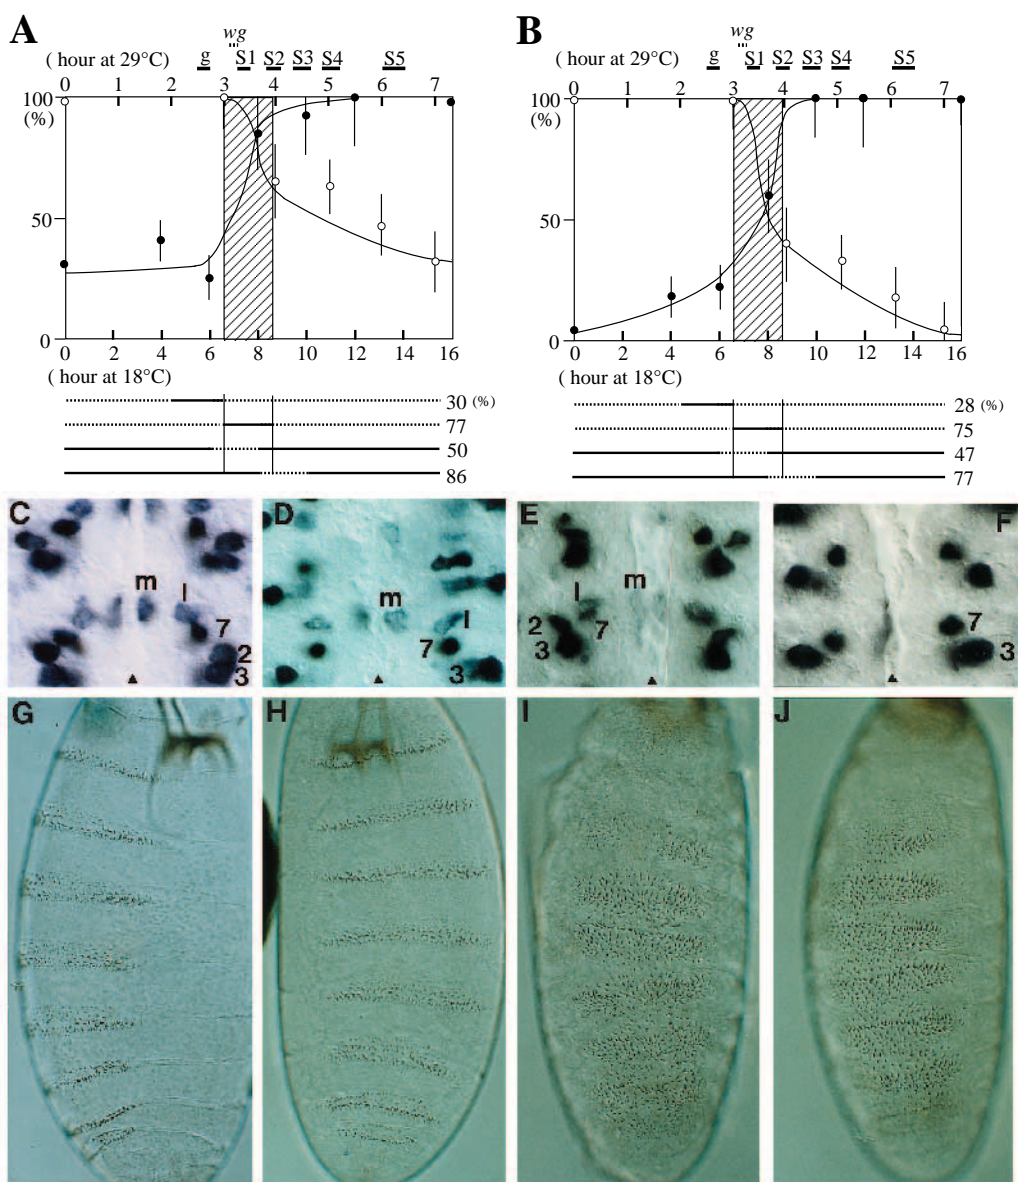 A
wg
g S1 S2 S3 S4 S5
( hour at 29°C)
0 1 2 3 4 5 6 7
100
(%)
50
0
0 2 4 6 8 10 12 14 16
( hour at 18°C)
30 (%)
77
50
86
B
wg
g S1 S2 S3 S4 S5
( hour at 29°C)
0 1 2 3 4 5 6 7
100
(%)
50
0
0 2 4 6 8 10 12 14 16
( hour at 18°C)
28 (%)
75
47
77
C
m l
7
2
3
D
m
l
7
3
E
l m
2 7
3
F
7
3
G
H
I
J